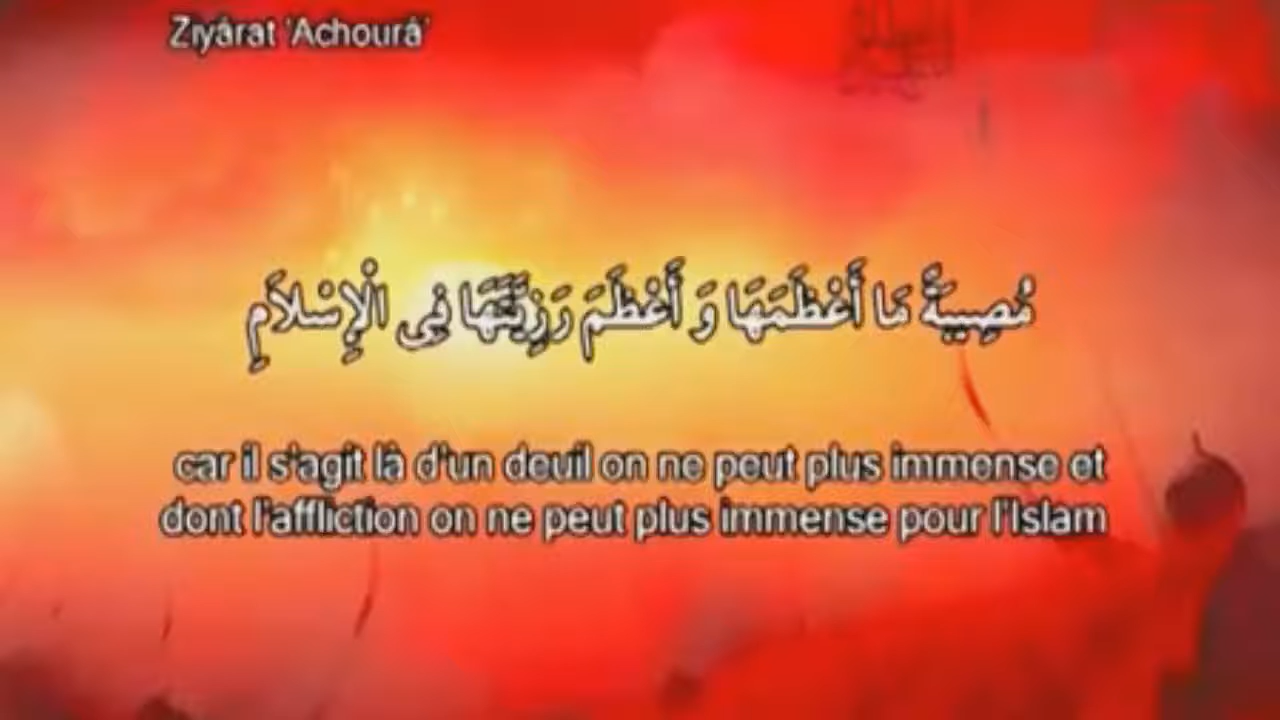 Ziyârat 'Achourâ'
مُصِيبَةً مَا أَعْظَمَهَا وَ أَعْظَمَ رَزِيَّتَهَا فِى الْإِسْلاَمِ
car il s'agit là d'un deuil on ne peut plus immense et
dont l'affliction on ne peut plus immense pour l'Islam